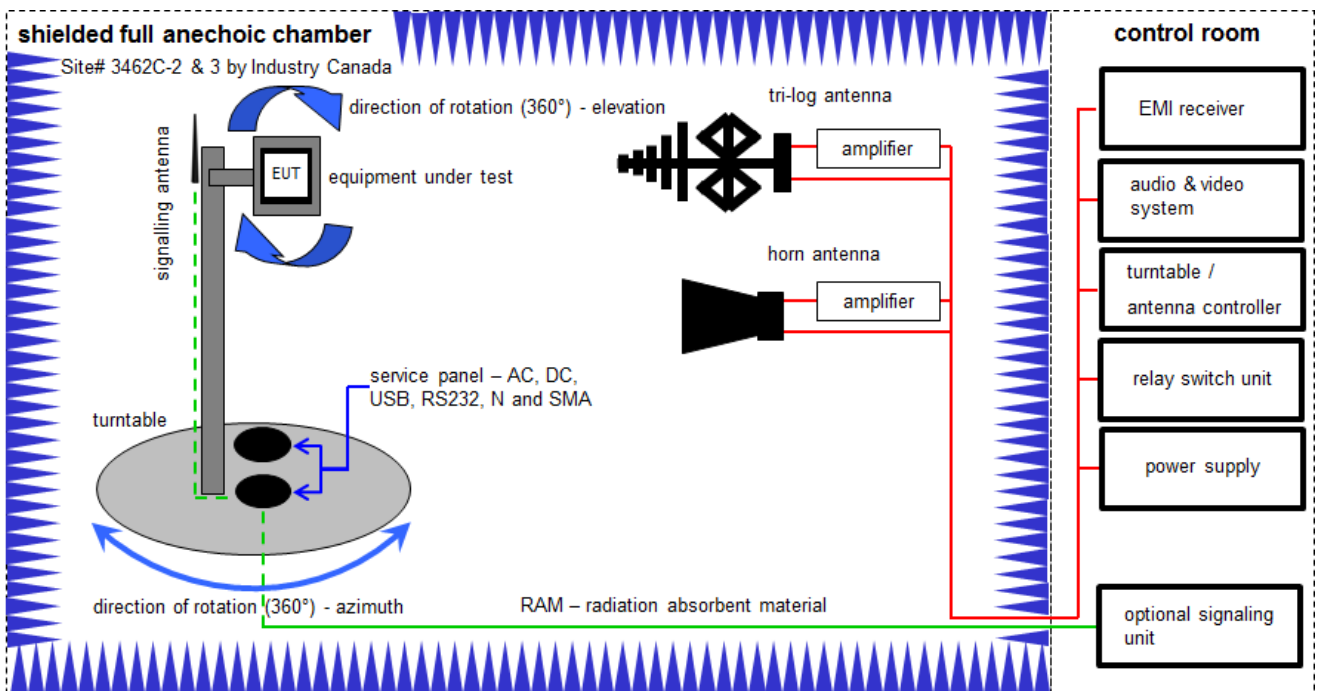 shielded full anechoic chamber
Site# 3462C-2 & 3 by Industry Canada
direction of rotation (360°) - elevation
signalling antenna
EUT
equipment under test
tri-log antenna
amplifier
horn antenna
amplifier
service panel – AC, DC,
USB, RS232, N and SMA
turntable
direction of rotation (360°) - azimuth
RAM – radiation absorbent material
control room
EMI receiver
audio & video
system
turntable /
antenna controller
relay switch unit
power supply
optional signaling
unit